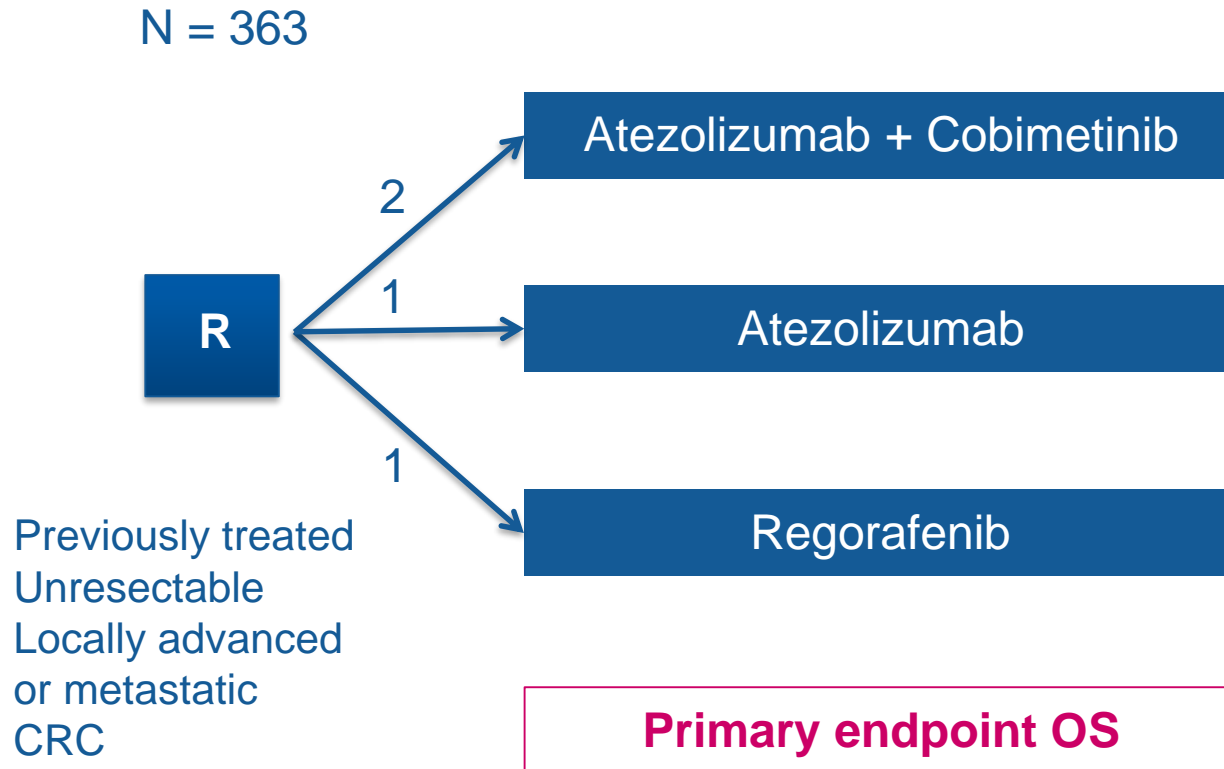 N = 363
Atezolizumab + Cobimetinib
2
1
R
Atezolizumab
1
Regorafenib
Previously treated
Unresectable
Locally advanced
or metastatic
CRC
Primary endpoint OS